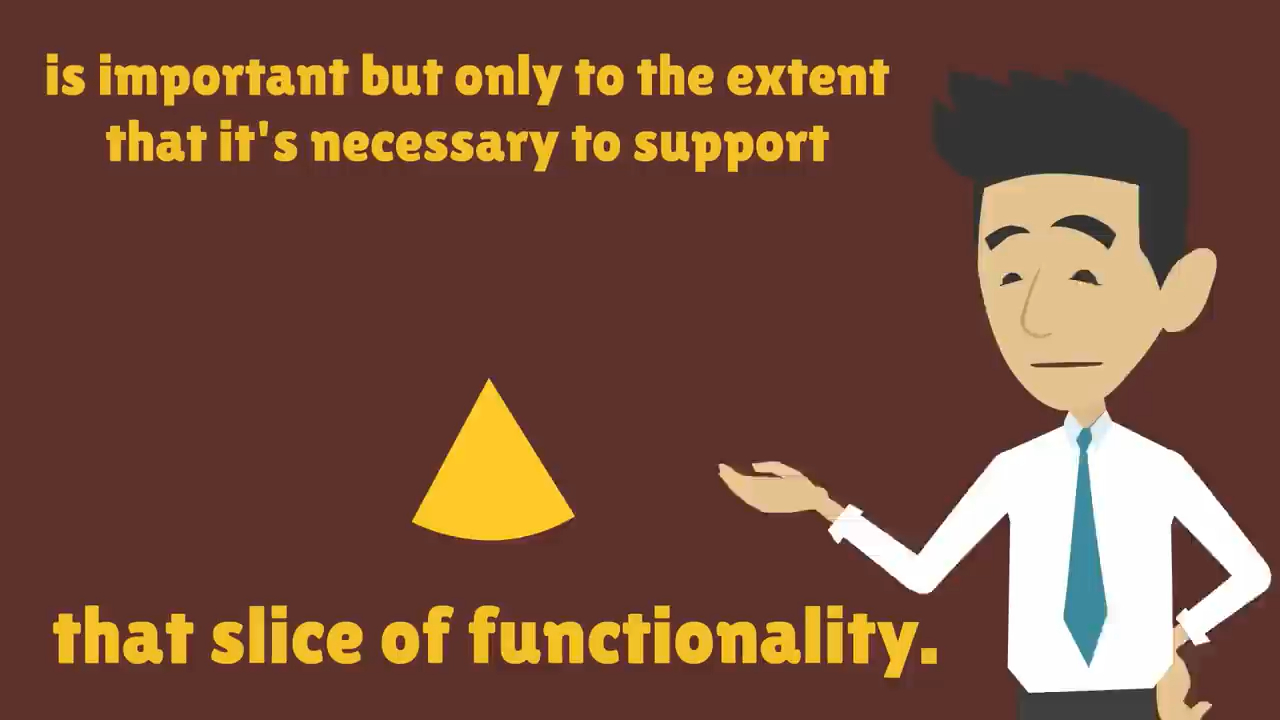 is important but only to the extent
that it's necessary to support
that slice of functionality.